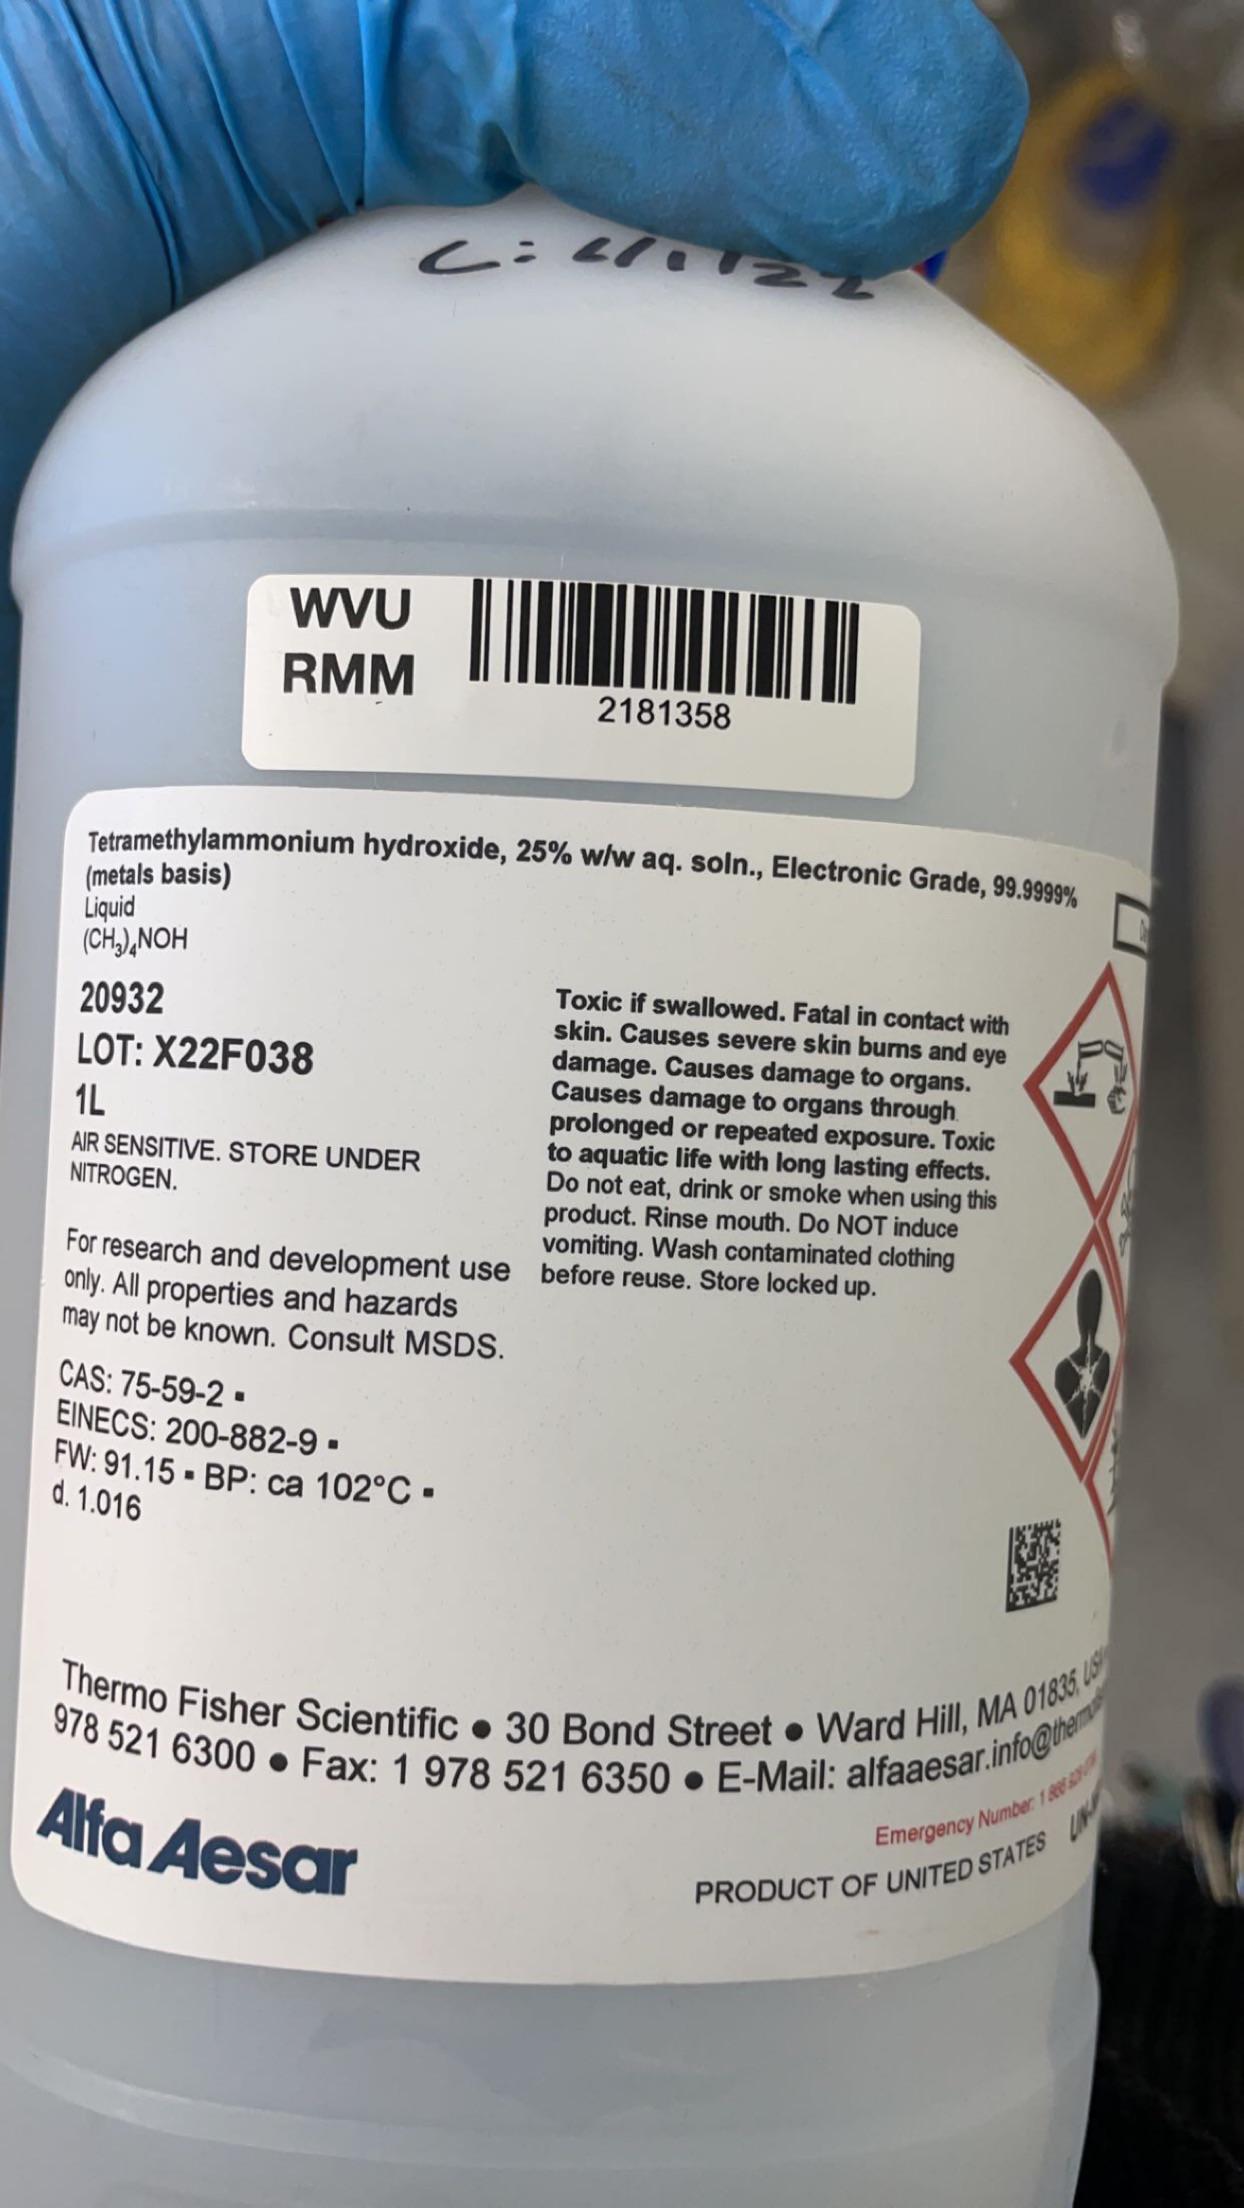 WVU
RMM
2181358
Tetramethylammonium hydroxide, 25% w/w aq. soln., Electronic Grade, 99.9999%
(metals basis)
Liquid
(CH₃)₄NOH
20932
LOT: X22F038
1L
AIR SENSITIVE. STORE UNDER
NITROGEN.
For research and development use
only. All properties and hazards
may not be known. Consult MSDS.
CAS: 75-59-2 ▪
EINECS: 200-882-9 ▪
FW: 91.15 ▪ BP: ca 102°C ▪
d. 1.016
Toxic if swallowed. Fatal in contact with
skin. Causes severe skin burns and eye
damage. Causes damage to organs.
Causes damage to organs through
prolonged or repeated exposure. Toxic
to aquatic life with long lasting effects.
Do not eat, drink or smoke when using this
product. Rinse mouth. Do NOT induce
vomiting. Wash contaminated clothing
before reuse. Store locked up.
Thermo Fisher Scientific ● 30 Bond Street ● Ward Hill, MA 01835, USA
978 521 6300 ● Fax: 1 978 521 6350 ● E-Mail: alfaaesar.info@
Emergency Number: 1
PRODUCT OF UNITED STATES
Alfa Aesar